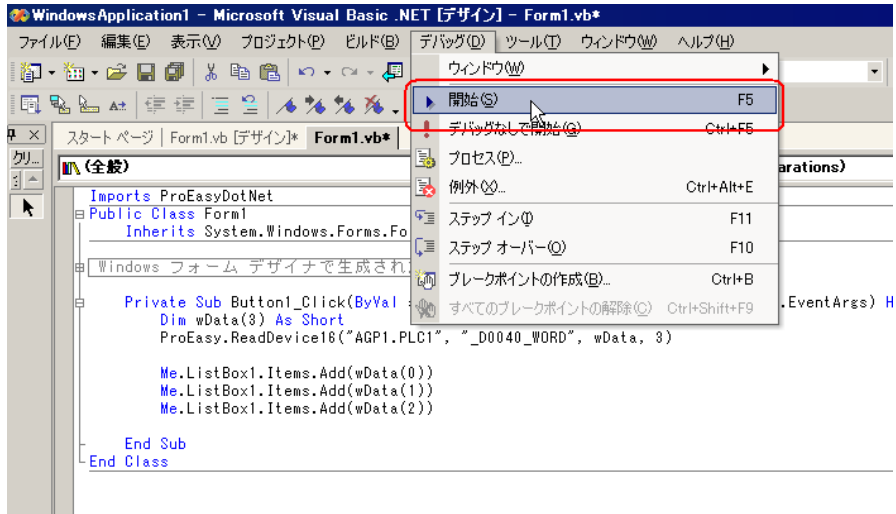 WindowsApplication1 - Microsoft Visual Basic .NET [デザイン] - Form1.vb*
ファイル(F) 編集(E) 表示(V) プロジェクト(P) ビルド(B) デバッグ(D) ツール(T) ウィンドウ(W) ヘルプ(H)
ウィンドウ(W)
開始(S) F5
デバッグなしで開始(G) Ctrl+F5
プロセス(P)...
例外(X)... Ctrl+Alt+E
ステップ イン(I) F11
ステップ オーバー(O) F10
ブレークポイントの作成(B)... Ctrl+B
すべてのブレークポイントの解除(C) Ctrl+Shift+F9
スタート ページ Form1.vb [デザイン]* Form1.vb*
クリ...
(全般) arations)
Imports ProEasyDotNet
Public Class Form1
Inherits System.Windows.Forms.Fo
Windows フォーム デザイナで生成され
Private Sub Button1_Click(ByVal .EventArgs) H
Dim wData(3) As Short
ProEasy.ReadDevice16("AGP1.PLC1", "_D0040_WORD", wData, 3)
Me.ListBox1.Items.Add(wData(0))
Me.ListBox1.Items.Add(wData(1))
Me.ListBox1.Items.Add(wData(2))
End Sub
End Class